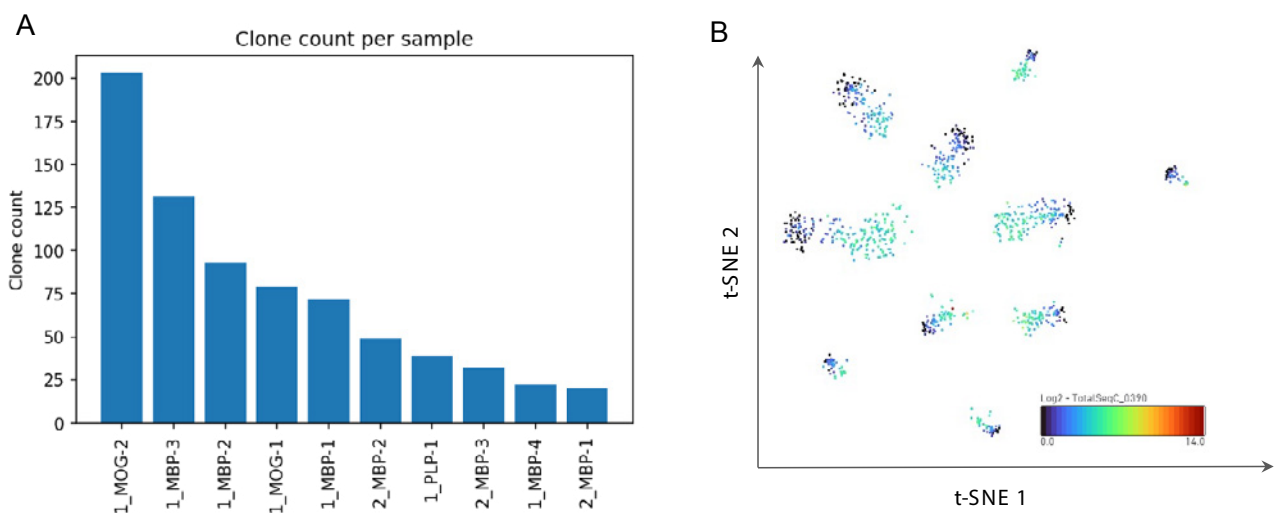 A
Clone count per sample
Clone count
200
175
150
125
100
75
50
25
0
1_MOG-2
1_MBP-3
1_MBP-2
1_MOG-1
1_MBP-1
2_MBP-2
1_PLP-1
2_MBP-3
1_MBP-4
2_MBP-1
B
t-SNE 2
Log2 - TotalSeqC_0390
0.0 14.0
t-SNE 1